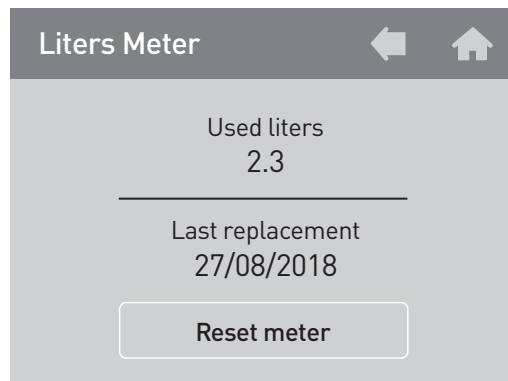 Liters Meter
Used liters
2.3
Last replacement
27/08/2018
Reset meter